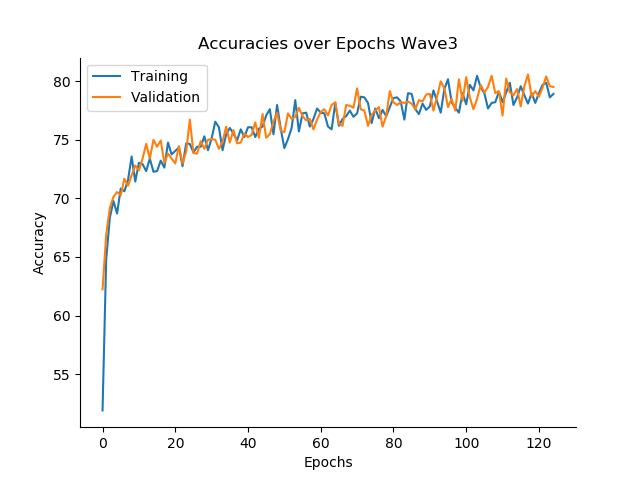 Accuracies over Epochs Wave3
Training
Validation
80
75
70
65
60
55
Accuracy
0 20 40 60 80 100 120
Epochs